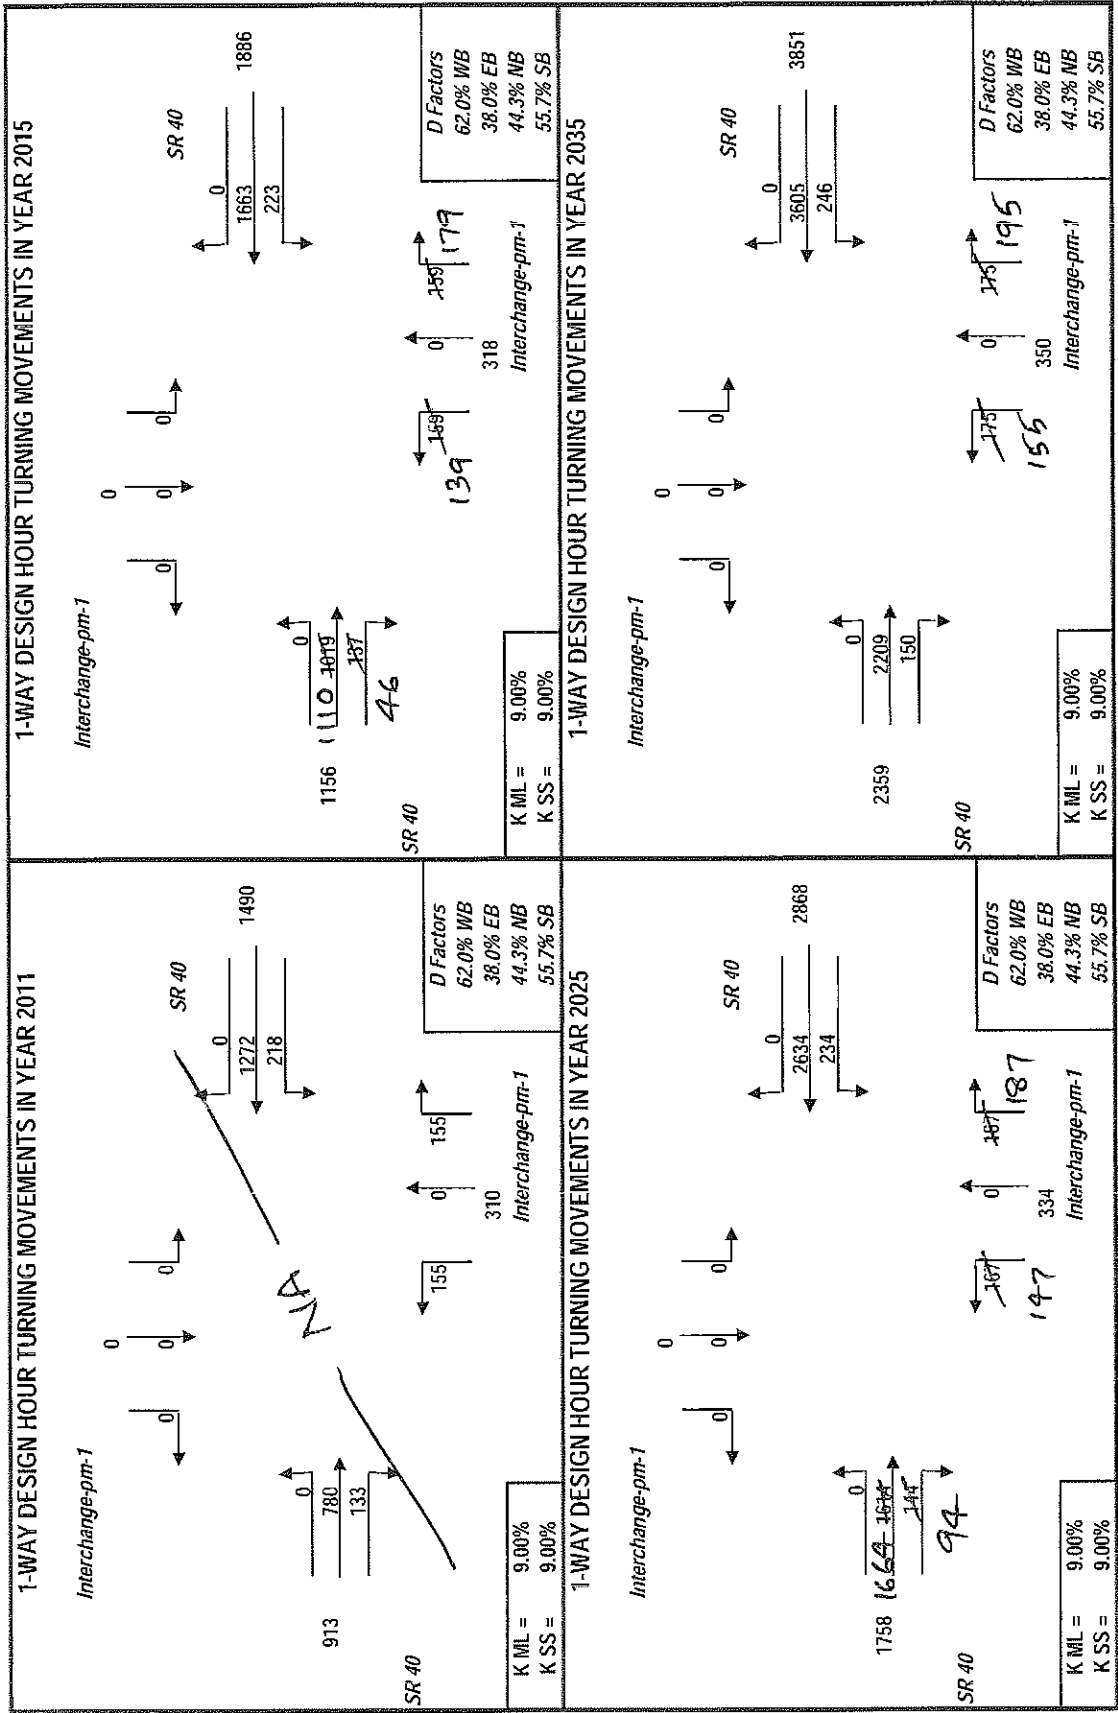 1-WAY DESIGN HOUR TURNING MOVEMENTS IN YEAR 2011
Interchange-pm-1
0
0
0
0
SR 40
0
1272
218
1490
NA
913
0
780
133
SR 40
155
0
155
310
Interchange-pm-1
K ML = 9.00%
K SS = 9.00%
D Factors
62.0% WB
38.0% EB
44.3% NB
55.7% SB
1-WAY DESIGN HOUR TURNING MOVEMENTS IN YEAR 2015
Interchange-pm-1
0
0
0
0
SR 40
0
1663
223
1886
1156
0
1110 1019
137
46
SR 40
159
139
0
159 179
318
Interchange-pm-1
K ML = 9.00%
K SS = 9.00%
D Factors
62.0% WB
38.0% EB
44.3% NB
55.7% SB
1-WAY DESIGN HOUR TURNING MOVEMENTS IN YEAR 2025
Interchange-pm-1
0
0
0
0
SR 40
0
2634
234
2868
1758
0
1664 1614
144
94
SR 40
167
147
0
167 187
334
Interchange-pm-1
K ML = 9.00%
K SS = 9.00%
D Factors
62.0% WB
38.0% EB
44.3% NB
55.7% SB
1-WAY DESIGN HOUR TURNING MOVEMENTS IN YEAR 2035
Interchange-pm-1
0
0
0
0
SR 40
0
3605
246
3851
2359
0
2209
150
SR 40
175
155
0
175 195
350
Interchange-pm-1
K ML = 9.00%
K SS = 9.00%
D Factors
62.0% WB
38.0% EB
44.3% NB
55.7% SB